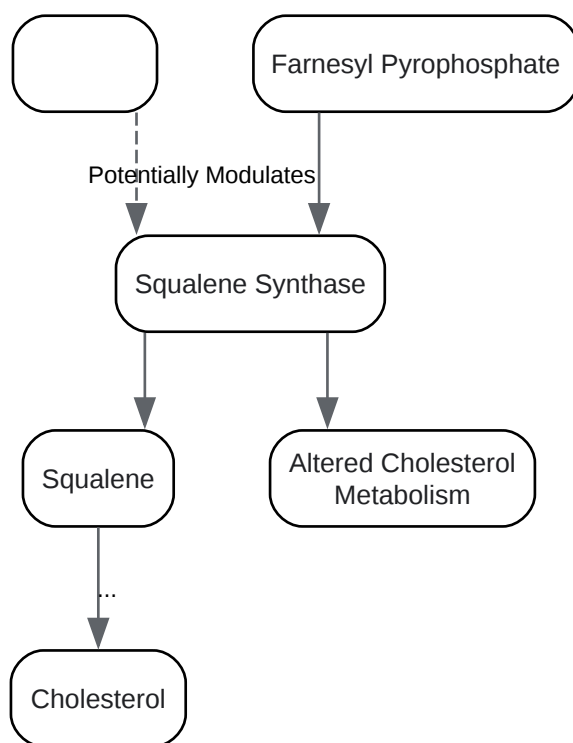 Farnesyl Pyrophosphate
Potentially Modulates
Squalene Synthase
Squalene
Altered Cholesterol
Metabolism
...
Cholesterol